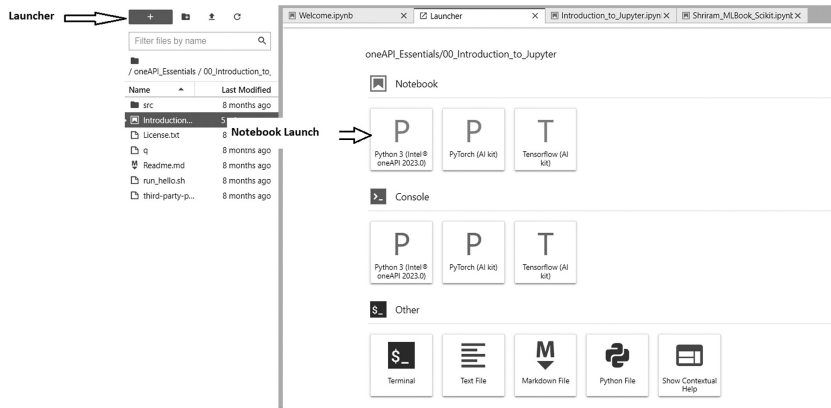 Launcher
+
Filter files by name
/ oneAPI_Essentials / 00_Introduction_to_
Name
Last Modified
src
8 months ago
Introduction...
5
License.txt
8
q
8 months ago
Readme.md
8 months ago
run_hello.sh
8 months ago
third-party-p...
8 months ago
Notebook Launch
Welcome.ipynb
Launcher
Introduction_to_Jupyter.ipyn
Shriram_MLBook_Scikit.ipynt
oneAPI_Essentials/00_Introduction_to_Jupyter
Notebook
P
Python 3 (Intel®
oneAPI 2023.0)
P
PyTorch (AI kit)
T
Tensorflow (AI
kit)
>_
Console
P
Python 3 (Intel®
oneAPI 2023.0)
P
PyTorch (AI kit)
T
Tensorflow (AI
kit)
$_
Other
$_
Terminal
Text File
M
Markdown File
Python File
Show Contextual
Help